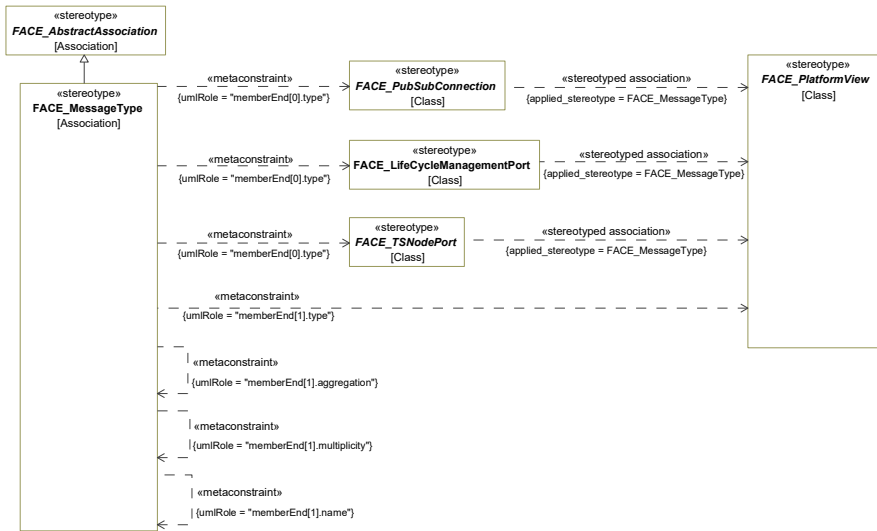 «stereotype»
FACE_AbstractAssociation
[Association]
«stereotype»
FACE_MessageType
[Association]
«metaconstraint»
{umlRole = "memberEnd[0].type"}
«stereotype»
FACE_PubSubConnection
[Class]
«stereotyped association»
{applied_stereotype = FACE_MessageType}
«stereotype»
FACE_PlatformView
[Class]
«metaconstraint»
{umlRole = "memberEnd[0].type"}
«stereotype»
FACE_LifeCycleManagementPort
[Class]
«stereotyped association»
{applied_stereotype = FACE_MessageType}
«metaconstraint»
{umlRole = "memberEnd[0].type"}
«stereotype»
FACE_TSNodePort
[Class]
«stereotyped association»
{applied_stereotype = FACE_MessageType}
«metaconstraint»
{umlRole = "memberEnd[1].type"}
«metaconstraint»
{umlRole = "memberEnd[1].aggregation"}
«metaconstraint»
{umlRole = "memberEnd[1].multiplicity"}
«metaconstraint»
{umlRole = "memberEnd[1].name"}